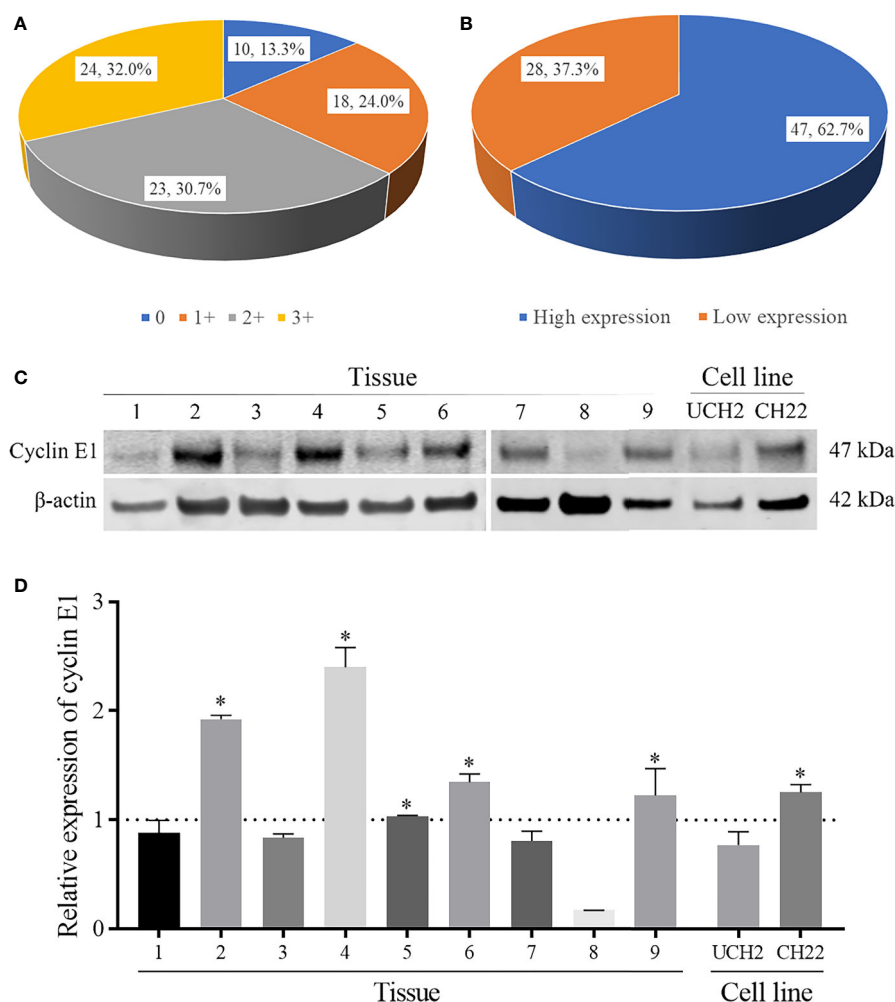 A
10, 13.3%
24, 32.0%
18, 24.0%
23, 30.7%
0 1+ 2+ 3+
B
28, 37.3%
47, 62.7%
High expression Low expression
C
Tissue Cell line
1 2 3 4 5 6 7 8 9 UCH2 CH22
Cyclin E1 47 kDa
β-actin 42 kDa
D
Relative expression of cyclin E1
3
2
1
0
* * * * * *
1 2 3 4 5 6 7 8 9 UCH2 CH22
Tissue Cell line